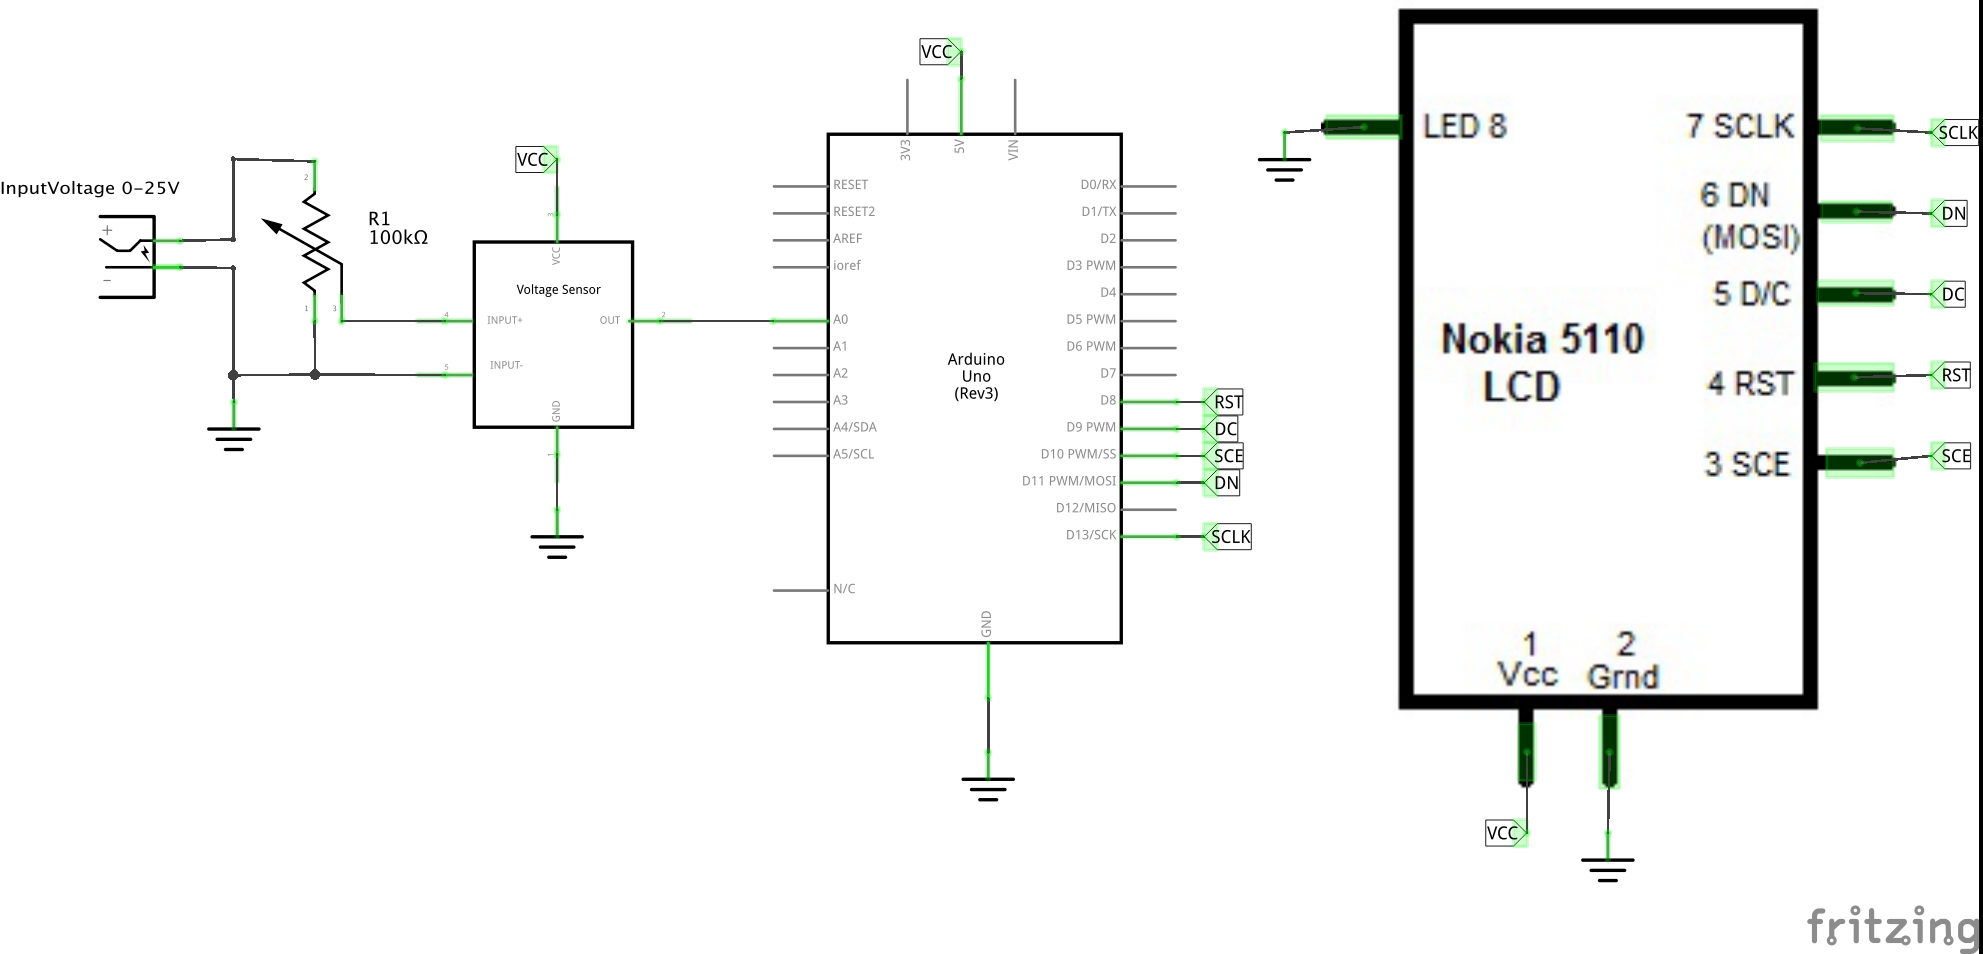 InputVoltage 0-25V
+
−
2
R1
100kΩ
1
3
VCC
3
VCC
Voltage Sensor
4
INPUT+
OUT
2
5
INPUT-
GND
1
VCC
3V3
5V
VIN
RESET
RESET2
AREF
ioref
A0
A1
A2
A3
A4/SDA
A5/SCL
N/C
Arduino
Uno
(Rev3)
D0/RX
D1/TX
D2
D3 PWM
D4
D5 PWM
D6 PWM
D7
D8
D9 PWM
D10 PWM/SS
D11 PWM/MOSI
D12/MISO
D13/SCK
GND
RST
DC
SCE
DN
SCLK
LED 8
7 SCLK
6 DN
(MOSI)
5 D/C
4 RST
3 SCE
Nokia 5110
LCD
1
Vcc
2
Grnd
SCLK
DN
DC
RST
SCE
VCC
fritzing